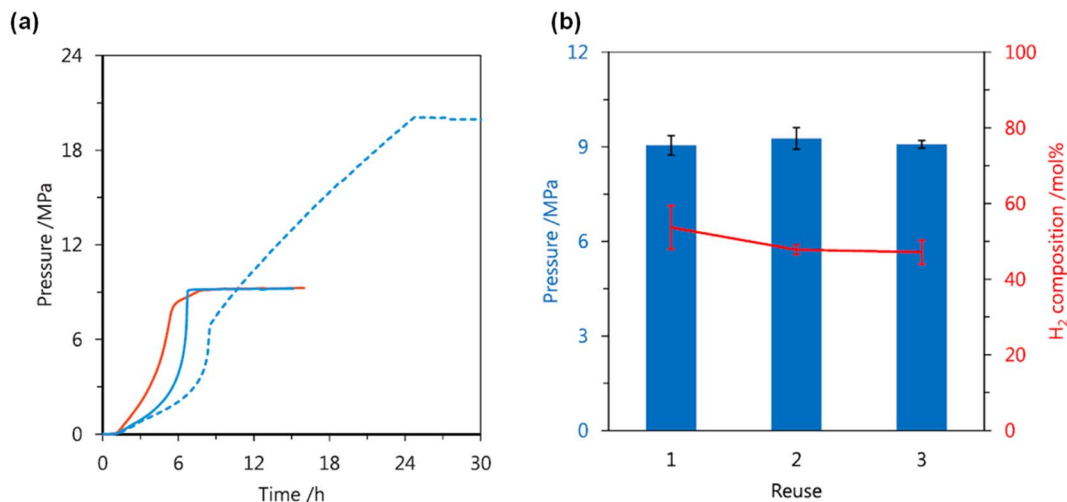 (a)
24
18
12
6
0
Pressure /MPa
0 6 12 18 24 30
Time /h
(b)
12
9
6
3
0
Pressure /MPa
100
80
60
40
20
0
H₂ composition /mol%
1 2 3
Reuse